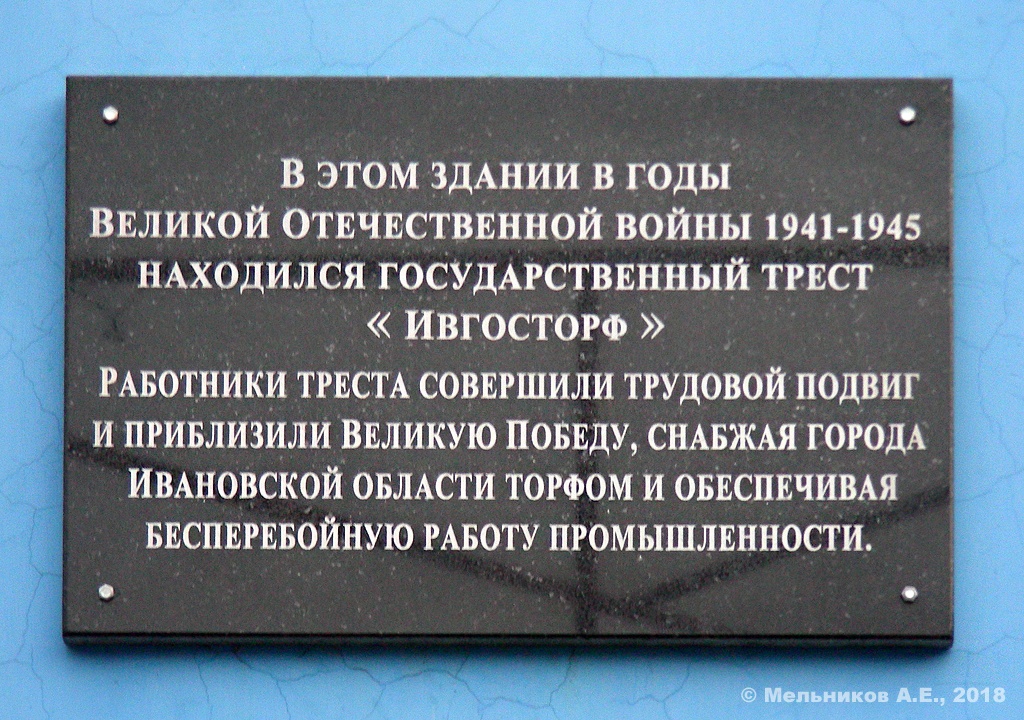 В ЭТОМ ЗДАНИИ В ГОДЫ
ВЕЛИКОЙ ОТЕЧЕСТВЕННОЙ ВОЙНЫ 1941-1945
НАХОДИЛСЯ ГОСУДАРСТВЕННЫЙ ТРЕСТ
« ИВГОСТОРФ »
РАБОТНИКИ ТРЕСТА СОВЕРШИЛИ ТРУДОВОЙ ПОДВИГ
И ПРИБЛИЗИЛИ ВЕЛИКУЮ ПОБЕДУ, СНАБЖАЯ ГОРОДА
ИВАНОВСКОЙ ОБЛАСТИ ТОРФОМ И ОБЕСПЕЧИВАЯ
БЕСПЕРЕБОЙНУЮ РАБОТУ ПРОМЫШЛЕННОСТИ.
© Мельников А.Е., 2018